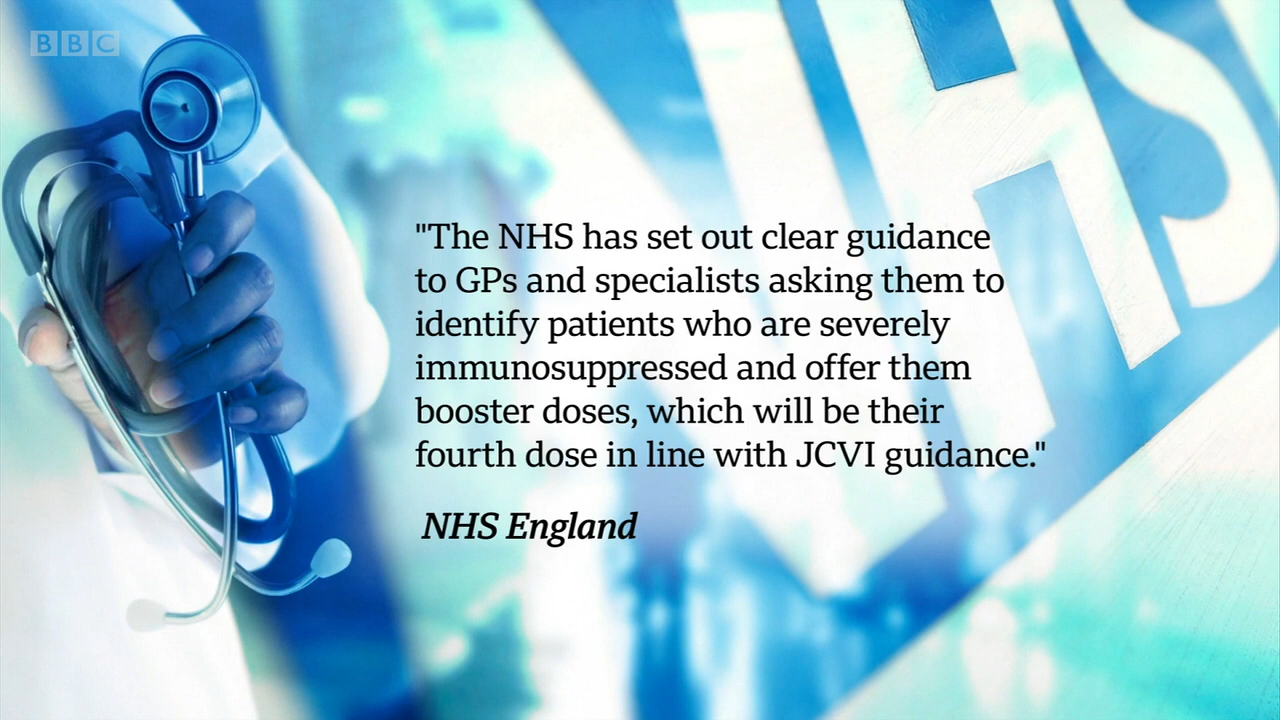 BBC
NHS
"The NHS has set out clear guidance
to GPs and specialists asking them to
identify patients who are severely
immunosuppressed and offer them
booster doses, which will be their
fourth dose in line with JCVI guidance."
NHS England